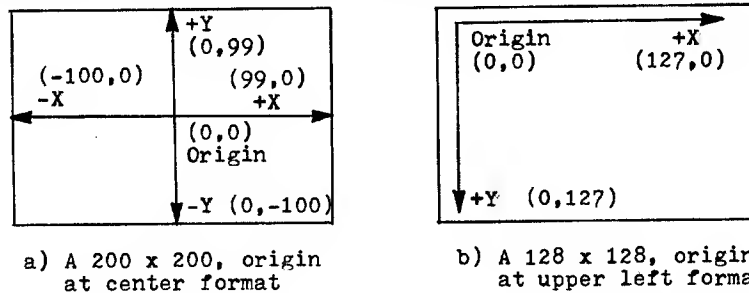 +Y
(0,99)
(-100,0) (99,0)
-X +X
(0,0)
Origin
-Y (0,-100)
a) A 200 x 200, origin
at center format
Origin +X
(0,0) (127,0)
+Y (0,127)
b) A 128 x 128, origin
at upper left forma